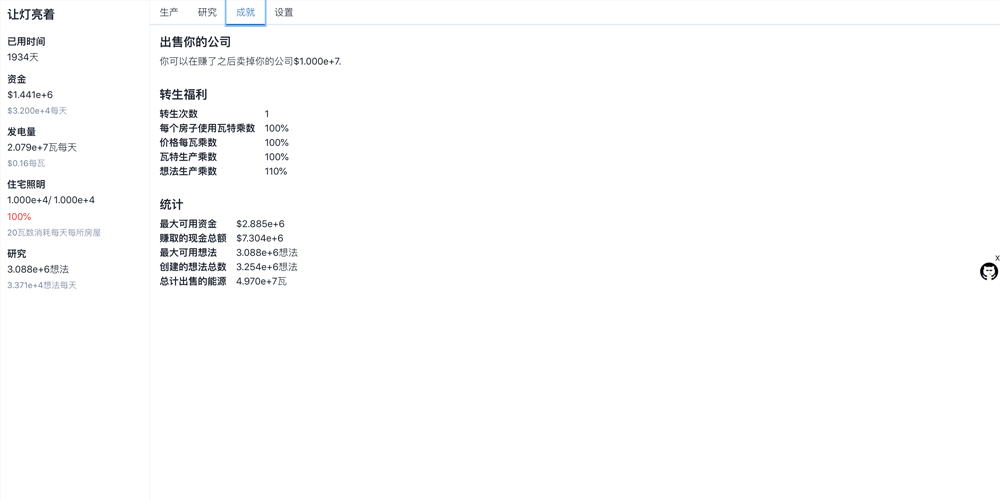 让灯亮着
已用时间
1934天
资金
$1.441e+6
$3.200e+4每天
发电量
2.079e+7瓦每天
$0.16每瓦
住宅照明
1.000e+4/ 1.000e+4
100%
20瓦数消耗每天每所房屋
研究
3.088e+6想法
3.371e+4想法每天
生产 研究 成就 设置
出售你的公司
你可以在赚了之后卖掉你的公司$1.000e+7.
转生福利
转生次数 1
每个房子使用瓦特乘数 100%
价格每瓦乘数 100%
瓦特生产乘数 100%
想法生产乘数 110%
统计
最大可用资金 $2.885e+6
赚取的现金总额 $7.304e+6
最大可用想法 3.088e+6想法
创建的想法总数 3.254e+6想法
总计出售的能源 4.970e+7瓦
x